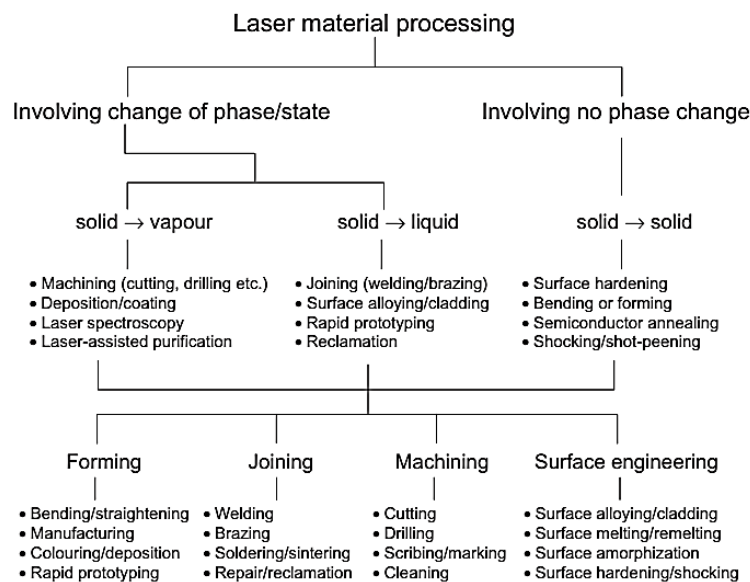 Laser material processing
Involving change of phase/state
Involving no phase change
solid → vapour
solid → liquid
solid → solid
• Machining (cutting, drilling etc.)
• Deposition/coating
• Laser spectroscopy
• Laser-assisted purification
• Joining (welding/brazing)
• Surface alloying/cladding
• Rapid prototyping
• Reclamation
• Surface hardening
• Bending or forming
• Semiconductor annealing
• Shocking/shot-peening
Forming
Joining
Machining
Surface engineering
• Bending/straightening
• Manufacturing
• Colouring/deposition
• Rapid prototyping
• Welding
• Brazing
• Soldering/sintering
• Repair/reclamation
• Cutting
• Drilling
• Scribing/marking
• Cleaning
• Surface alloying/cladding
• Surface melting/remelting
• Surface amorphization
• Surface hardening/shocking